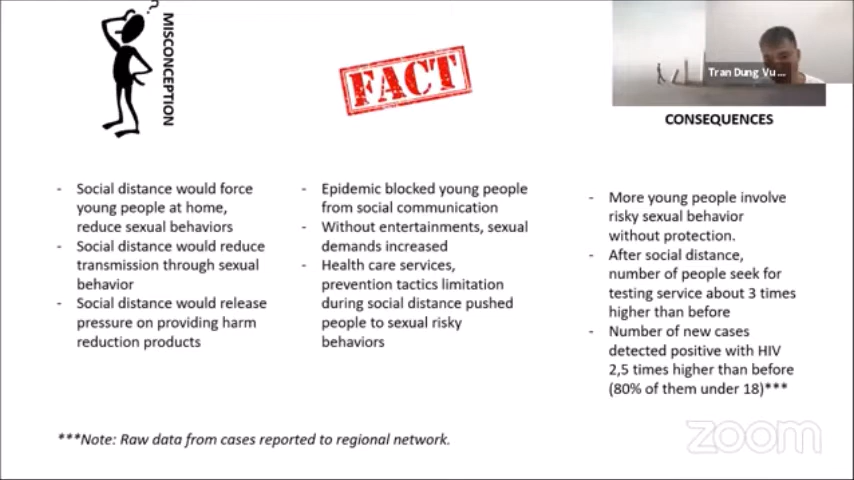 ?
MISCONCEPTION
FACT
Tran Dung Vu ...
CONSEQUENCES
- Social distance would force
young people at home,
reduce sexual behaviors
- Social distance would reduce
transmission through sexual
behavior
- Social distance would release
pressure on providing harm
reduction products
- Epidemic blocked young people
from social communication
- Without entertainments, sexual
demands increased
- Health care services,
prevention tactics limitation
during social distance pushed
people to sexual risky
behaviors
- More young people involve
risky sexual behavior
without protection.
- After social distance,
number of people seek for
testing service about 3 times
higher than before
- Number of new cases
detected positive with HIV
2,5 times higher than before
(80% of them under 18)***
***Note: Raw data from cases reported to regional network.
zoom